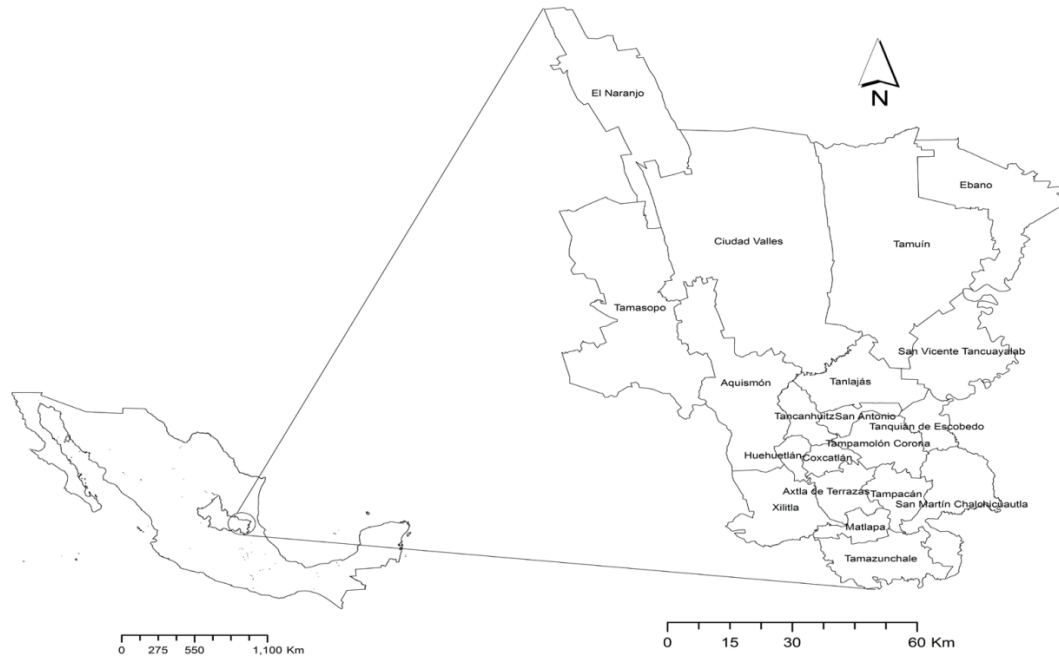 El Naranjo
N
Ebano
Ciudad Valles
Tamuín
Tamasopo
San Vicente Tancuayalab
Aquismón
Tanlajás
Tancanhuitz
San Antonio
Tanquián de Escobedo
Tampamolón Corona
Huehuetlán
Coxcatlán
Axtla de Terrazas
Tampacán
Xilitla
San Martín Chalchicuautla
Matlapa
Tamazunchale
0 15 30 60 Km
0 275 550 1,100 Km